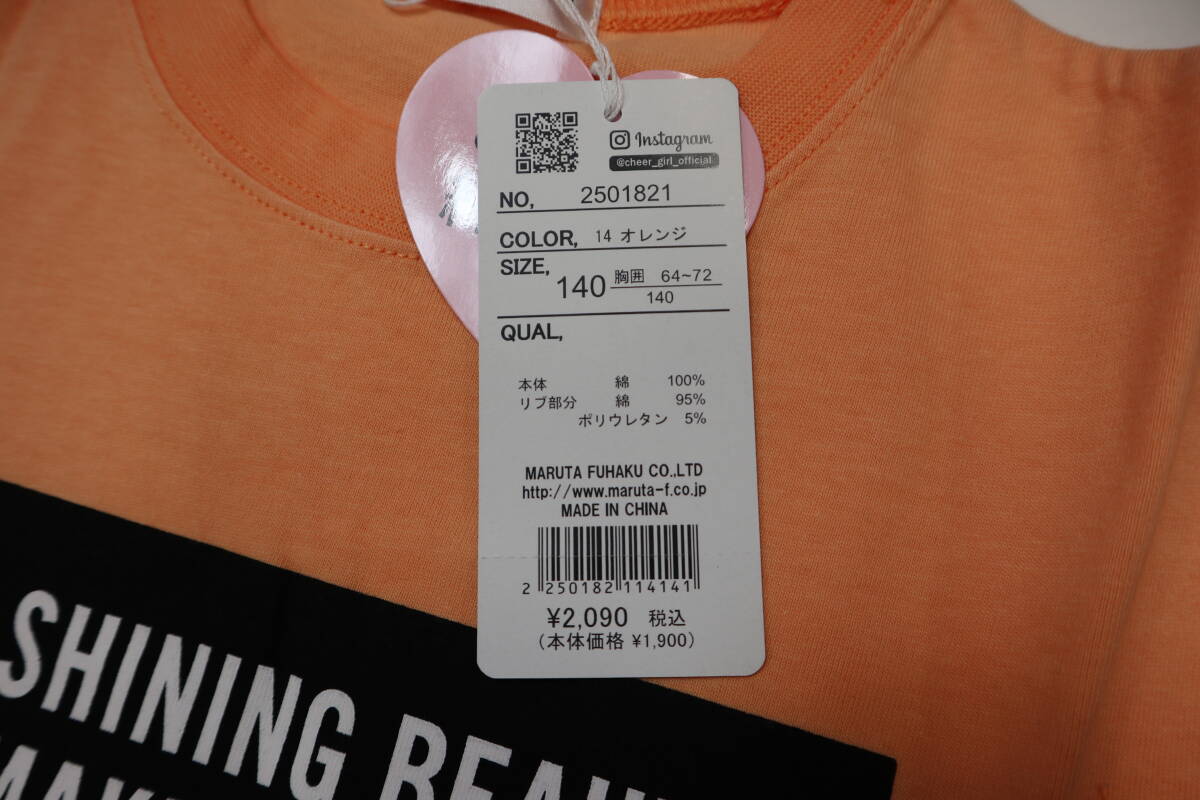 Instagram
@cheer_girl_official
NO, 2501821
COLOR, 14 オレンジ
SIZE, 140 胸囲 64~72
140
QUAL,
本体 綿 100%
リブ部分 綿 95%
ポリウレタン 5%
MARUTA FUHAKU CO.,LTD
http://www.maruta-f.co.jp
MADE IN CHINA
2 250182 114141
¥2,090 税込
(本体価格 ¥1,900)
SHINING